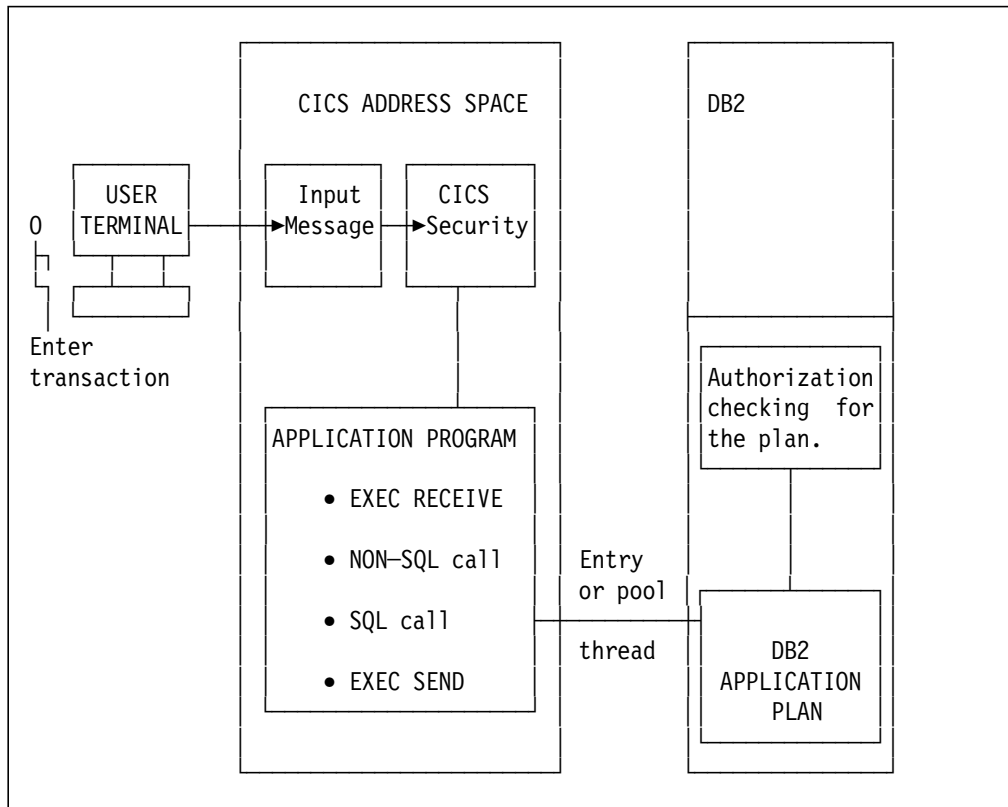 CICS ADDRESS SPACE
DB2
USER
TERMINAL
Input
Message
CICS
Security
O
Enter
transaction
Authorization
checking for
the plan.
APPLICATION PROGRAM
• EXEC RECEIVE
• NON—SQL call
• SQL call
• EXEC SEND
Entry
or pool
thread
DB2
APPLICATION
PLAN